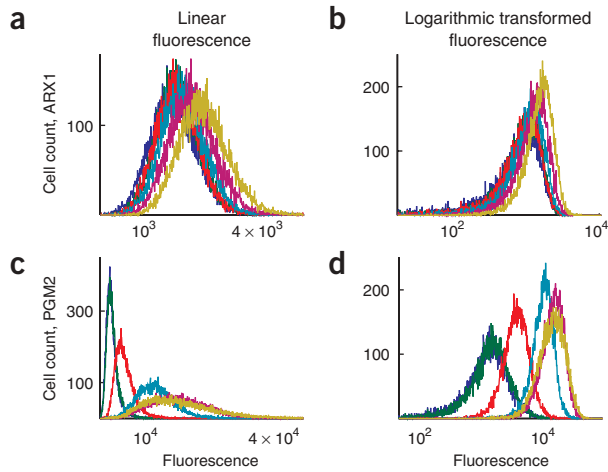 a
Linear
fluorescence
b
Logarithmic transformed
fluorescence
Cell count, ARX1
100
10³
4 × 10³
200
100
10²
10⁴
c
d
Cell count, PGM2
300
100
10⁴
4 × 10⁴
Fluorescence
200
100
10²
10⁴
Fluorescence